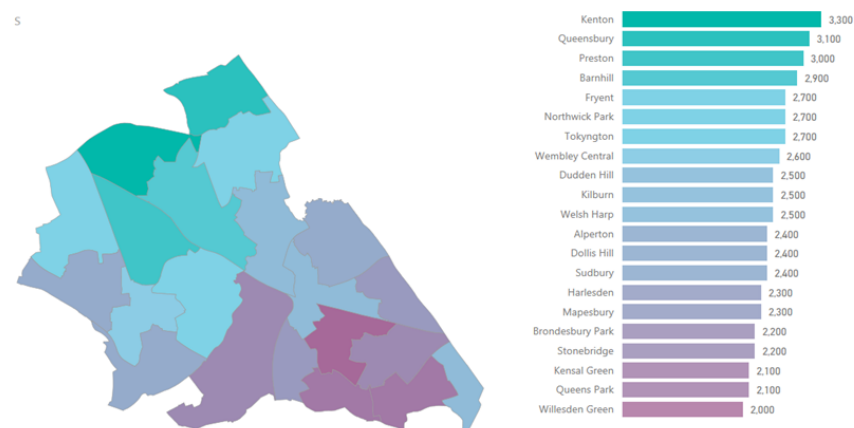 S
Kenton 3,300
Queensbury 3,100
Preston 3,000
Barnhill 2,900
Fryent 2,700
Northwick Park 2,700
Tokyngton 2,700
Wembley Central 2,600
Dudden Hill 2,500
Kilburn 2,500
Welsh Harp 2,500
Alperton 2,400
Dollis Hill 2,400
Sudbury 2,400
Harlesden 2,300
Mapesbury 2,300
Brondesbury Park 2,200
Stonebridge 2,200
Kensal Green 2,100
Queens Park 2,100
Willesden Green 2,000